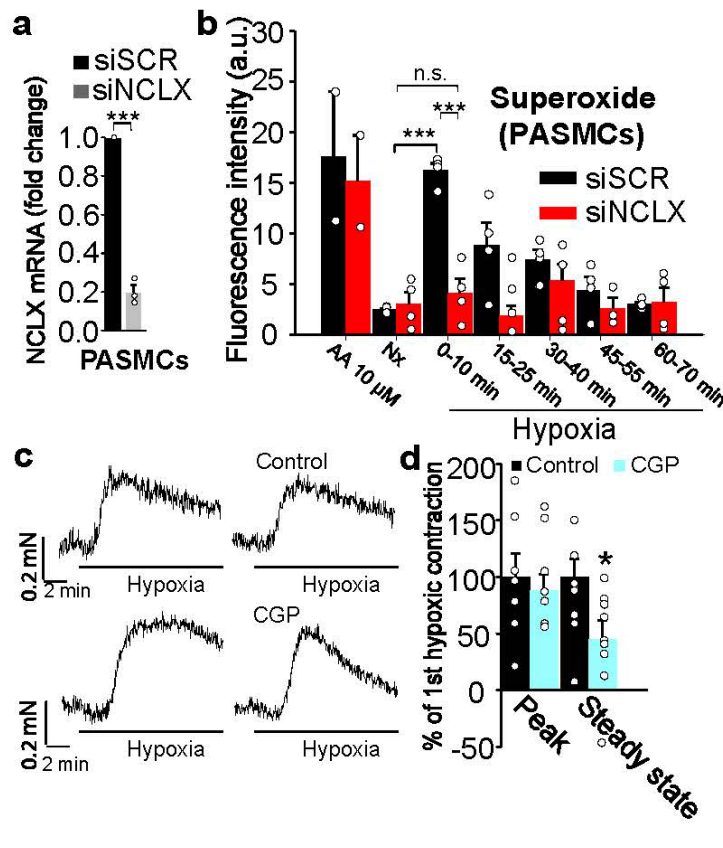 a
siSCR
siNCLX
***
NCLX mRNA (fold change)
1.0
0.8
0.6
0.4
0.2
0.0
PASMCs
b
Fluorescence intensity (a.u.)
30
25
20
15
10
5
0
n.s.
***
***
Superoxide
(PASMCs)
siSCR
siNCLX
AA 10 µM
Nx
0-10 min
15-25 min
30-40 min
45-55 min
60-70 min
Hypoxia
c
Control
0.2 mN
2 min
Hypoxia
Hypoxia
CGP
0.2 mN
2 min
Hypoxia
Hypoxia
d
% of 1st hypoxic contraction
200
150
100
50
0
-50
Control
CGP
*
Peak
Steady state